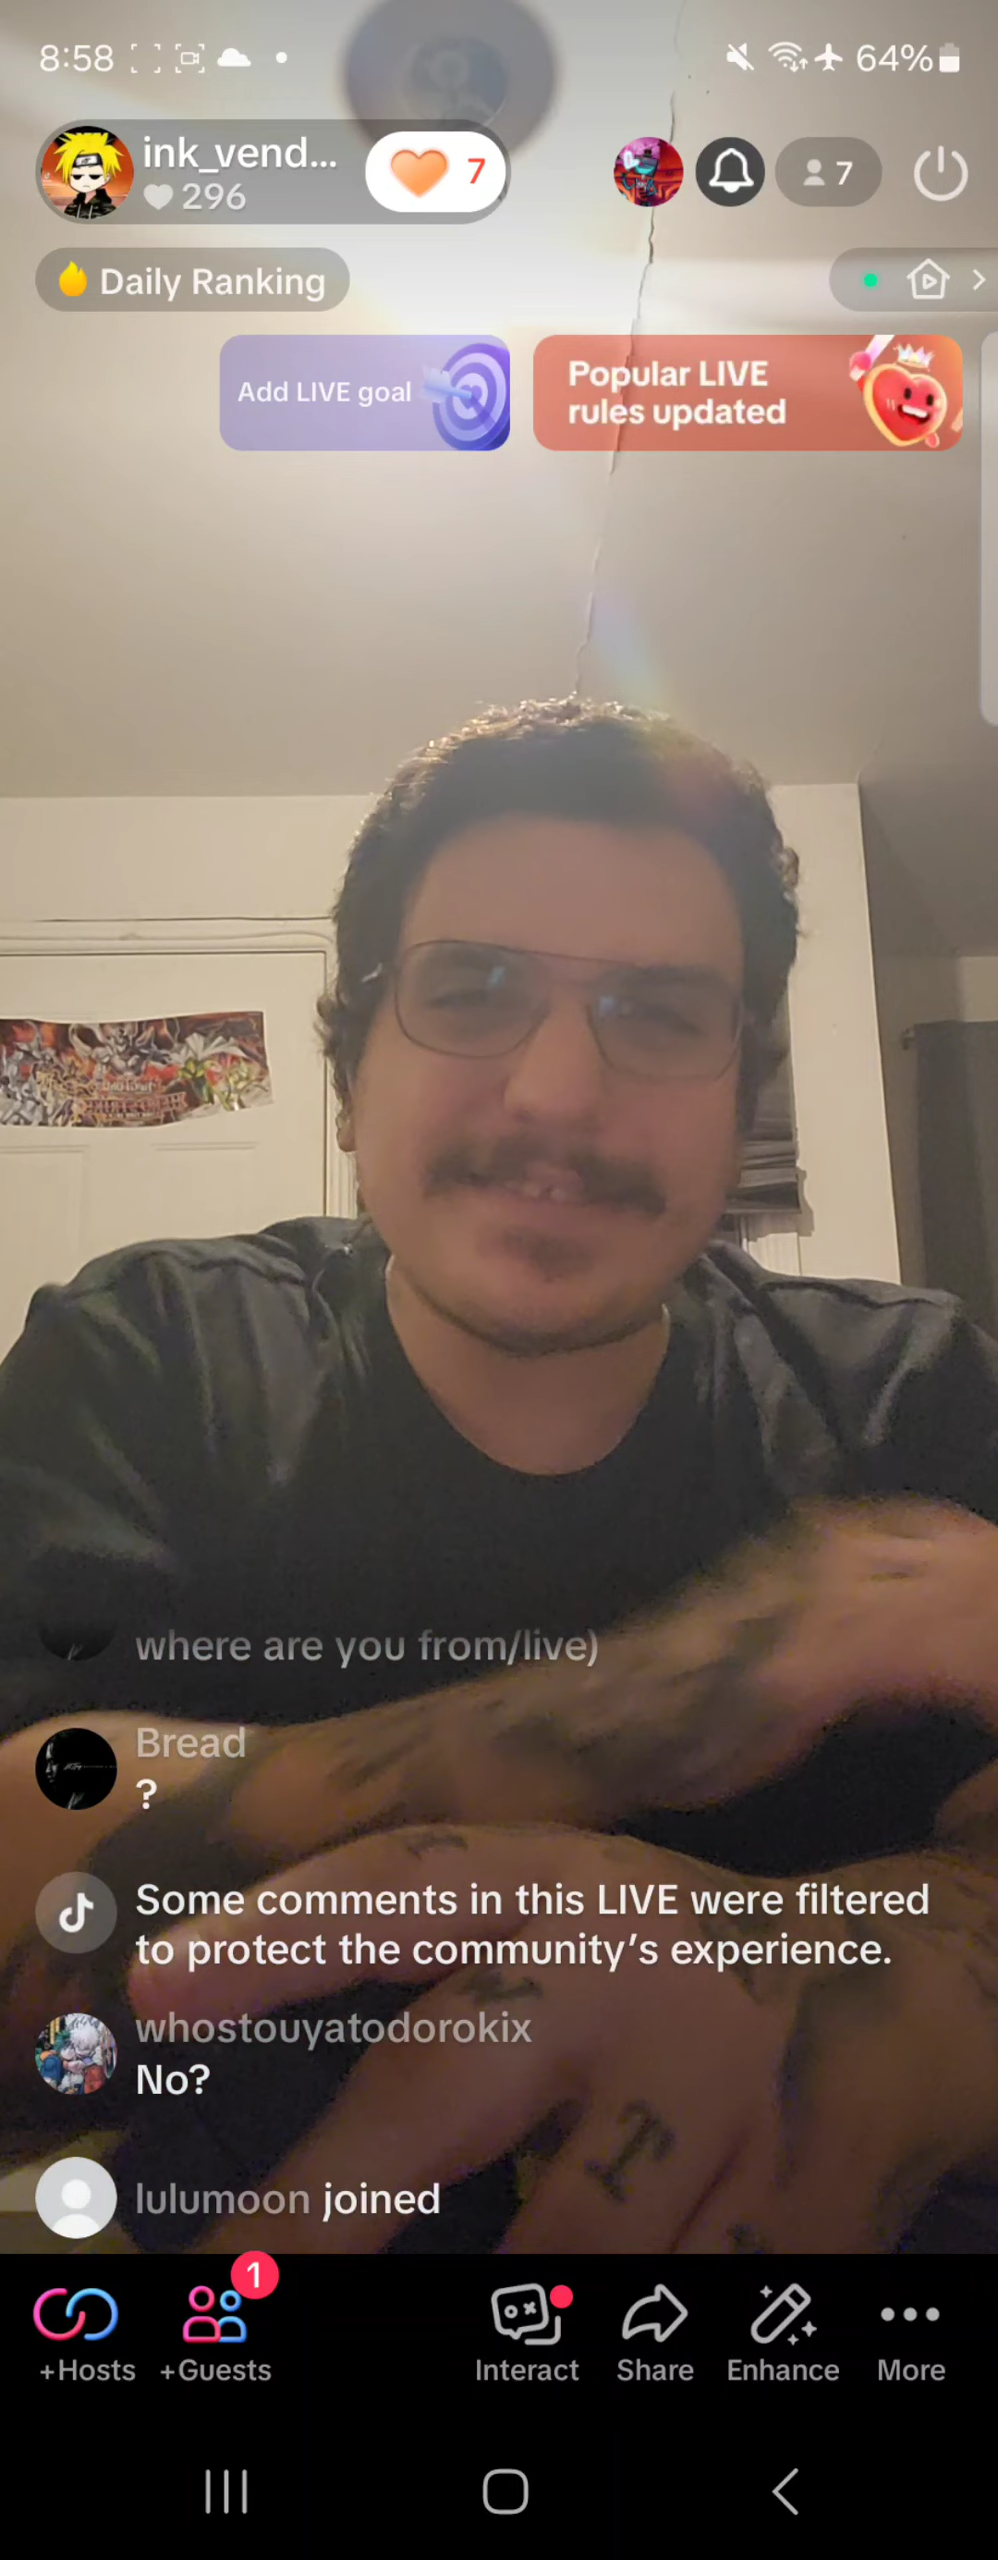 8:58
64%
ink_vend...
296
7
7
Daily Ranking
Add LIVE goal
Popular LIVE
rules updated
where are you from/live)
Bread
?
Some comments in this LIVE were filtered
to protect the community's experience.
whostouyatodorokix
No?
lulumoon joined
1
+Hosts
+Guests
Interact
Share
Enhance
More